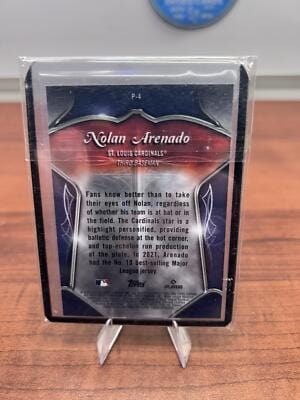 P-4
Nolan Arenado
ST. LOUIS CARDINALS®
THIRD BASEMAN
Fans know better than to take
their eyes off Nolan, regardless
of whether his team is at bat or in
the field. The Cardinals star is a
highlight personified, providing
balletic defense at the hot corner,
and top-echelon run production
at the plate. In 2021, Arenado
had the No. 13 best-selling Major
League jersey.
Topps
PLAYERS